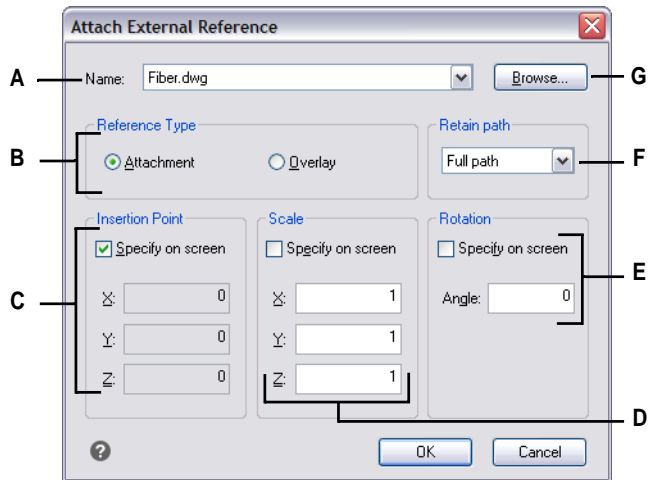 Attach External Reference
A Name: Fiber.dwg Browse... G
Reference Type Retain path
B Attachment Overlay Full path F
Insertion Point Scale Rotation
Specify on screen Specify on screen Specify on screen
C X: 0 X: 1 Angle: 0 E
Y: 0 Y: 1
Z: 0 Z: 1
D
? OK Cancel